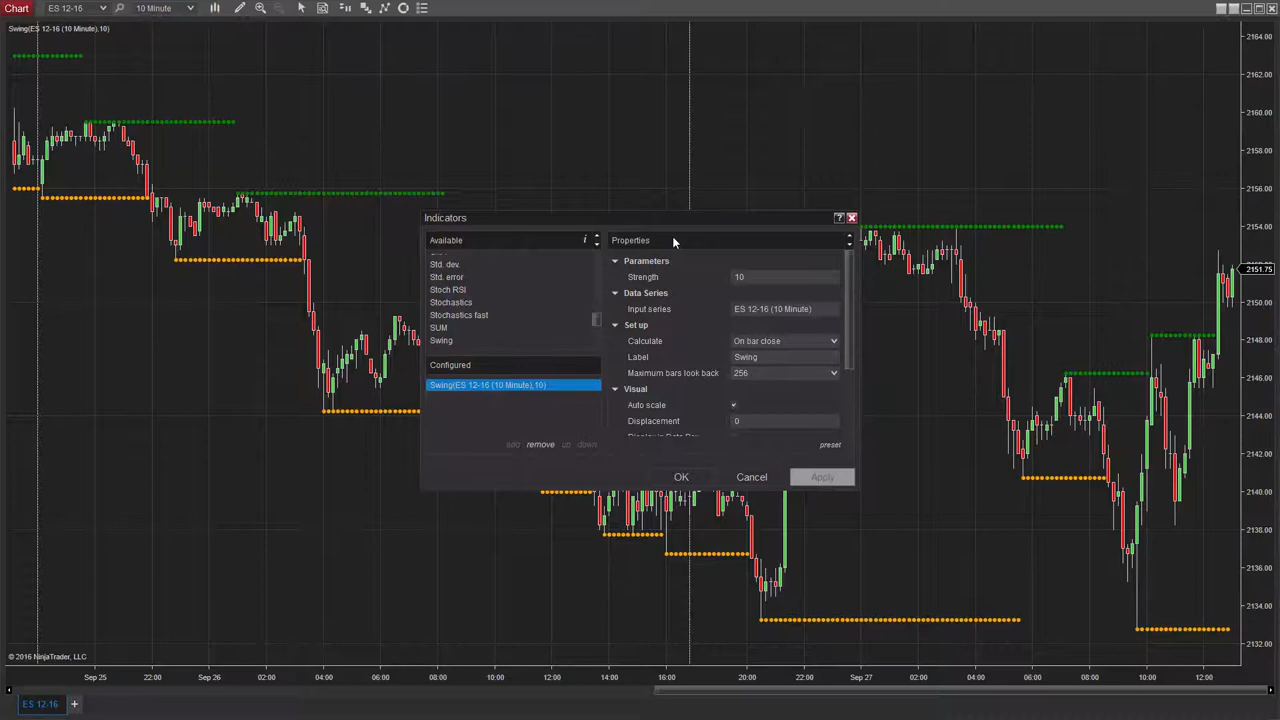 Chart ES 12-16 10 Minute
Swing(ES 12-16 (10 Minute),10)
2164.00
2162.00
2160.00
2158.00
2156.00
2154.00
2152.00
2151.75
2150.00
2148.00
2146.00
2144.00
2142.00
2140.00
2138.00
2136.00
2134.00
2132.00
Indicators
Available i
Std. dev.
Std. error
Stoch RSI
Stochastics
Stochastics fast
SUM
Swing
Configured
Swing(ES 12-16 (10 Minute),10)
add remove up down
Properties
Parameters
Strength 10
Data Series
Input series ES 12-16 (10 Minute)
Set up
Calculate On bar close
Label Swing
Maximum bars look back 256
Visual
Auto scale
Displacement 0
preset
OK Cancel Apply
© 2016 NinjaTrader, LLC
Sep 25 22:00 Sep 26 02:00 04:00 06:00 08:00 10:00 12:00 14:00 16:00 20:00 22:00 Sep 27 02:00 04:00 06:00 08:00 10:00 12:00
ES 12-16 +